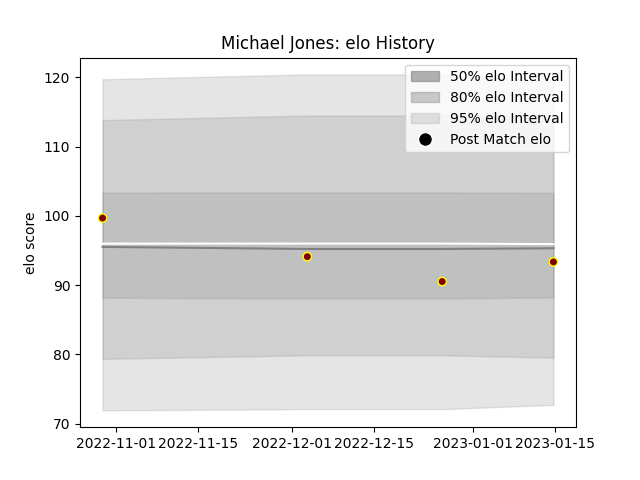 Michael Jones: elo History
120
110
100
90
80
70
elo score
50% elo Interval
80% elo Interval
95% elo Interval
Post Match elo
2022-11-01 2022-11-15 2022-12-01 2022-12-15 2023-01-01 2023-01-15